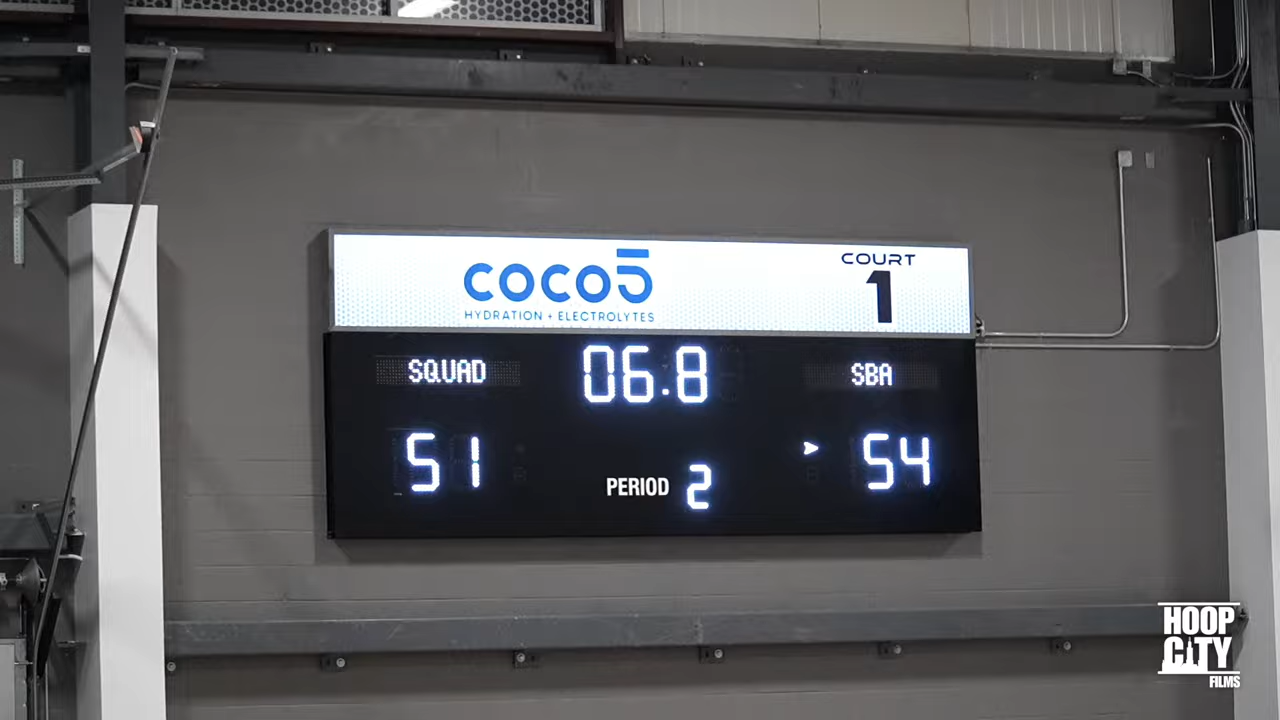 coco5
HYDRATION + ELECTROLYTES
COURT
1
SQUAD
06.8
SBA
51
PERIOD 2
54
HOOP
CITY
FILMS